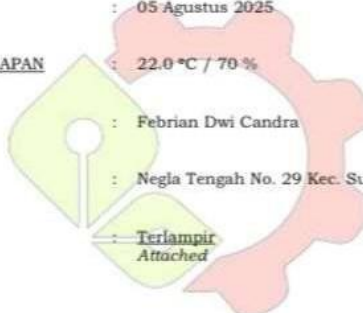 : 05 Agustus 2025
APAN : 22.0 °C / 70 %
: Febrian Dwi Candra
: Negla Tengah No. 29 Kec. Su
: Terlampir
Attached